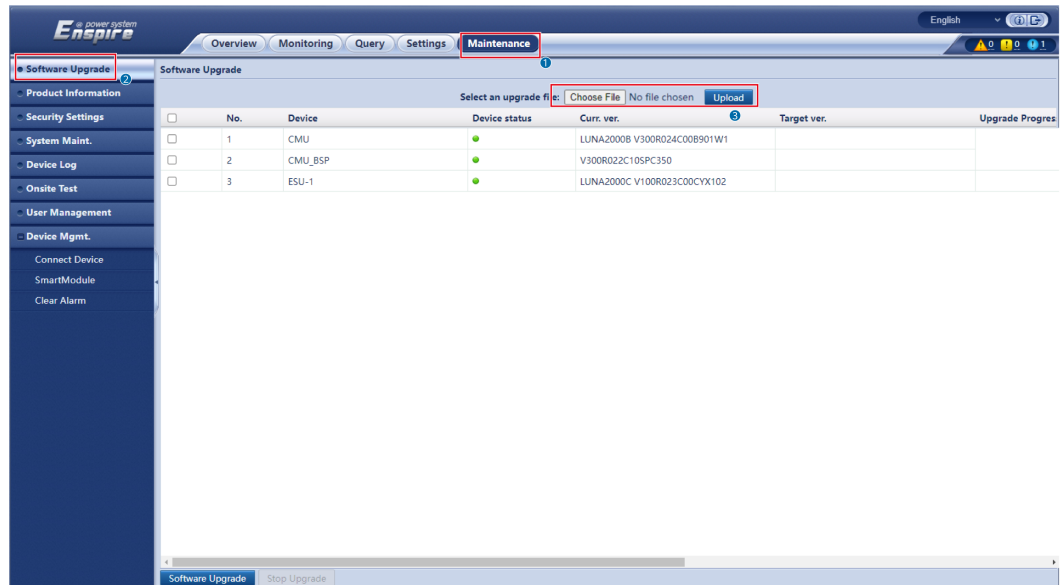 e power system
Enspire
English
Overview Monitoring Query Settings Maintenance
0 0 1
1
Software Upgrade
2
Software Upgrade
Product Information
Select an upgrade file: Choose File No file chosen Upload
3
Security Settings
No. Device Device status Curr. ver. Target ver. Upgrade Progres
System Maint.
1 CMU LUNA2000B V300R024C00B901W1
Device Log
2 CMU_BSP V300R022C10SPC350
Onsite Test
3 ESU-1 LUNA2000C V100R023C00CYX102
User Management
Device Mgmt.
Connect Device
SmartModule
Clear Alarm
Software Upgrade Stop Upgrade